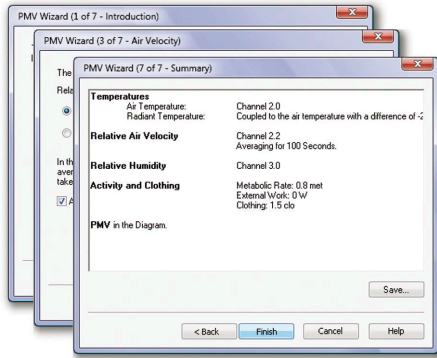 PMV Wizard (1 of 7 - Introduction)
PMV Wizard (3 of 7 - Air Velocity)
The
Rela
In th
aver
take
PMV Wizard (7 of 7 - Summary)
Temperatures
Air Temperature: Channel 2.0
Radiant Temperature: Coupled to the air temperature with a difference of -2
Relative Air Velocity Channel 2.2
Averaging for 100 Seconds.
Relative Humidity Channel 3.0
Activity and Clothing Metabolic Rate: 0.8 met
External Work: 0 W
Clothing: 1.5 clo
PMV in the Diagram.
Save...
< Back Finish Cancel Help